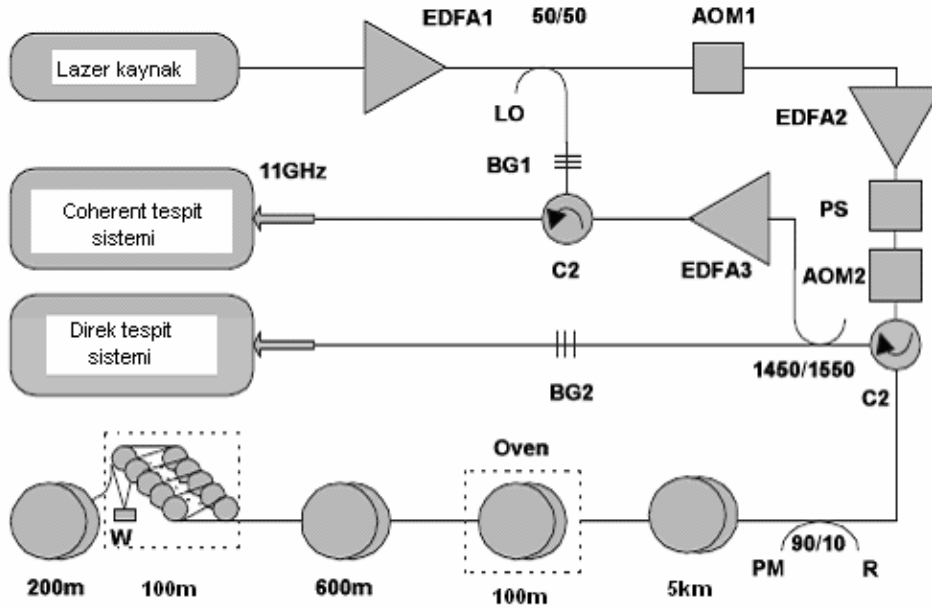 EDFA1
50/50
AOM1
Lazer kaynak
LO
EDFA2
BG1
11GHz
Coherent tespit
sistemi
PS
C2
EDFA3
AOM2
Direk tespit
sistemi
1450/1550
BG2
C2
Oven
W
90/10
PM
R
200m
100m
600m
100m
5km